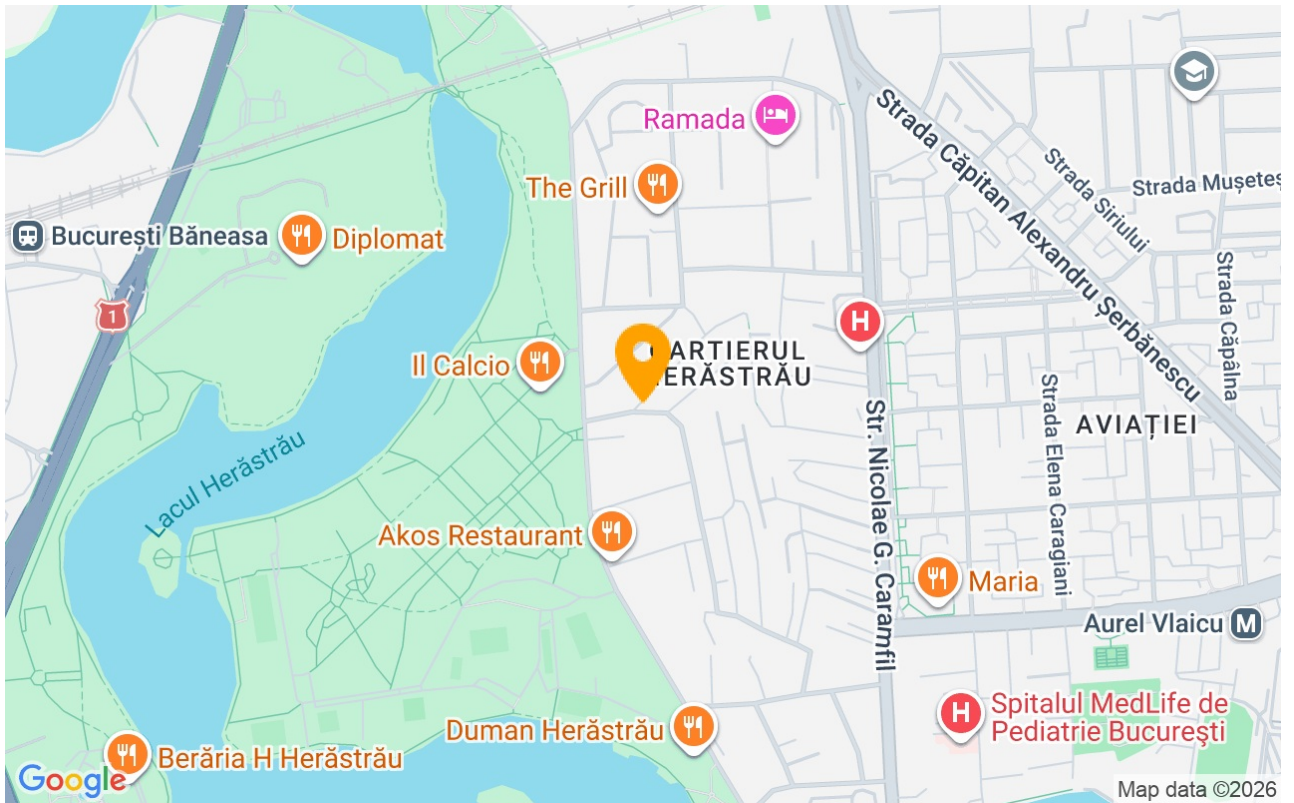 Ramada
Strada Căpitan Alexandru Șerbănescu
Strada Siriului
Strada Mușeteș
The Grill
București Băneasa
Diplomat
Strada Căpâlna
1
H
CARTIERUL
HERĂSTRĂU
Il Calcio
Str. Nicolae G. Caramfil
Strada Elena Caragiani
AVIAȚIEI
Lacul Herăstrău
Akos Restaurant
Maria
Aurel Vlaicu M
H
Spitalul MedLife de
Pediatrie Bucureşti
Duman Herăstrău
Berăria H Herăstrău
Google
Map data ©2026